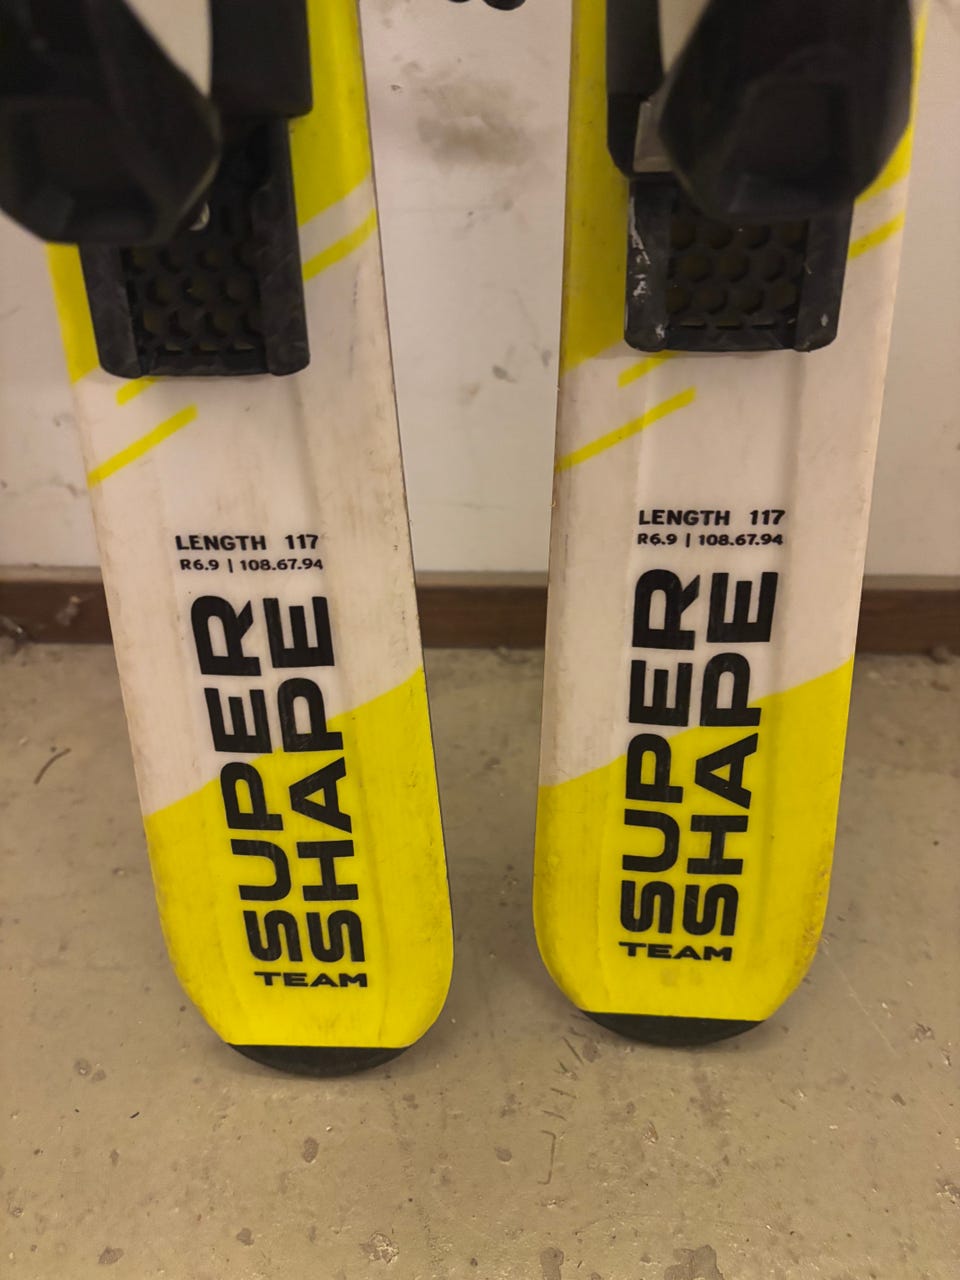 LENGTH 117
R6.9 | 108.67.94
SUPER
SHAPE
TEAM
LENGTH 117
R6.9 | 108.67.94
SUPER
SHAPE
TEAM